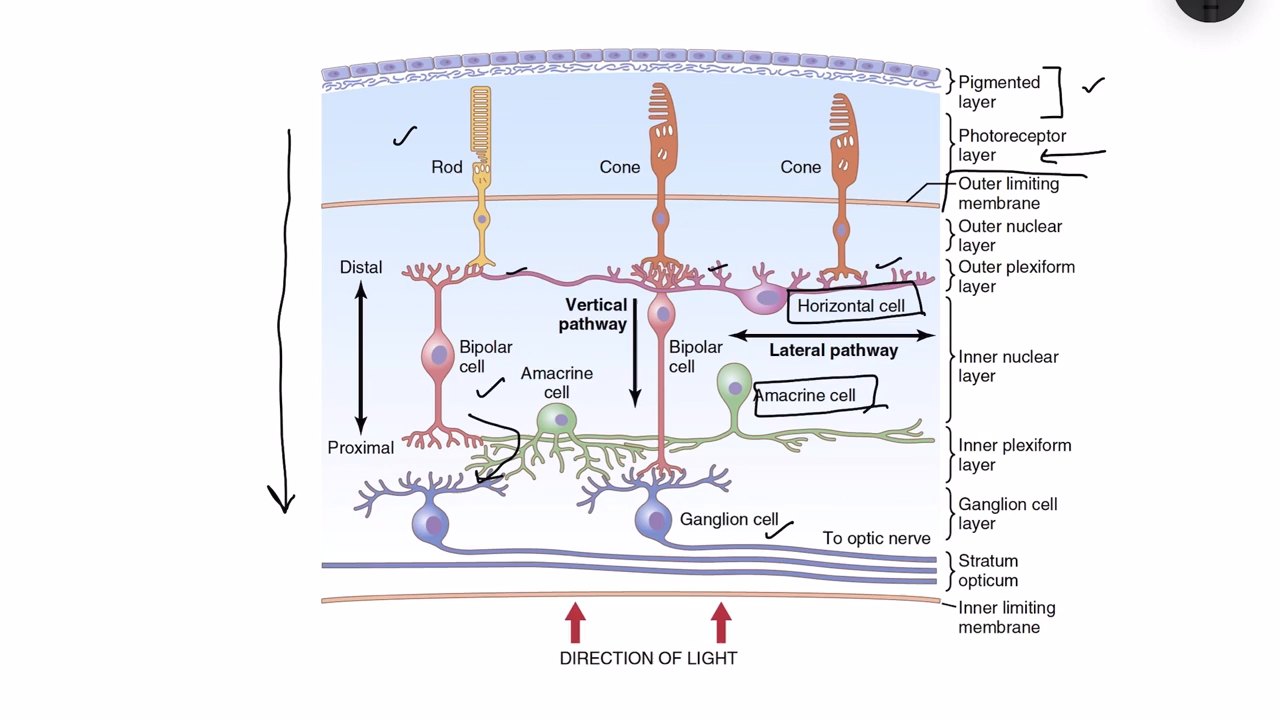 Pigmented
layer
Photoreceptor
layer
Rod
Cone
Cone
Outer limiting
membrane
Outer nuclear
layer
Distal
Outer plexiform
layer
Vertical
pathway
Horizontal cell
Bipolar
cell
Bipolar
cell
Lateral pathway
Inner nuclear
layer
Amacrine
cell
Amacrine cell
Proximal
Inner plexiform
layer
Ganglion cell
Ganglion cell
layer
To optic nerve
Stratum
opticum
Inner limiting
membrane
DIRECTION OF LIGHT